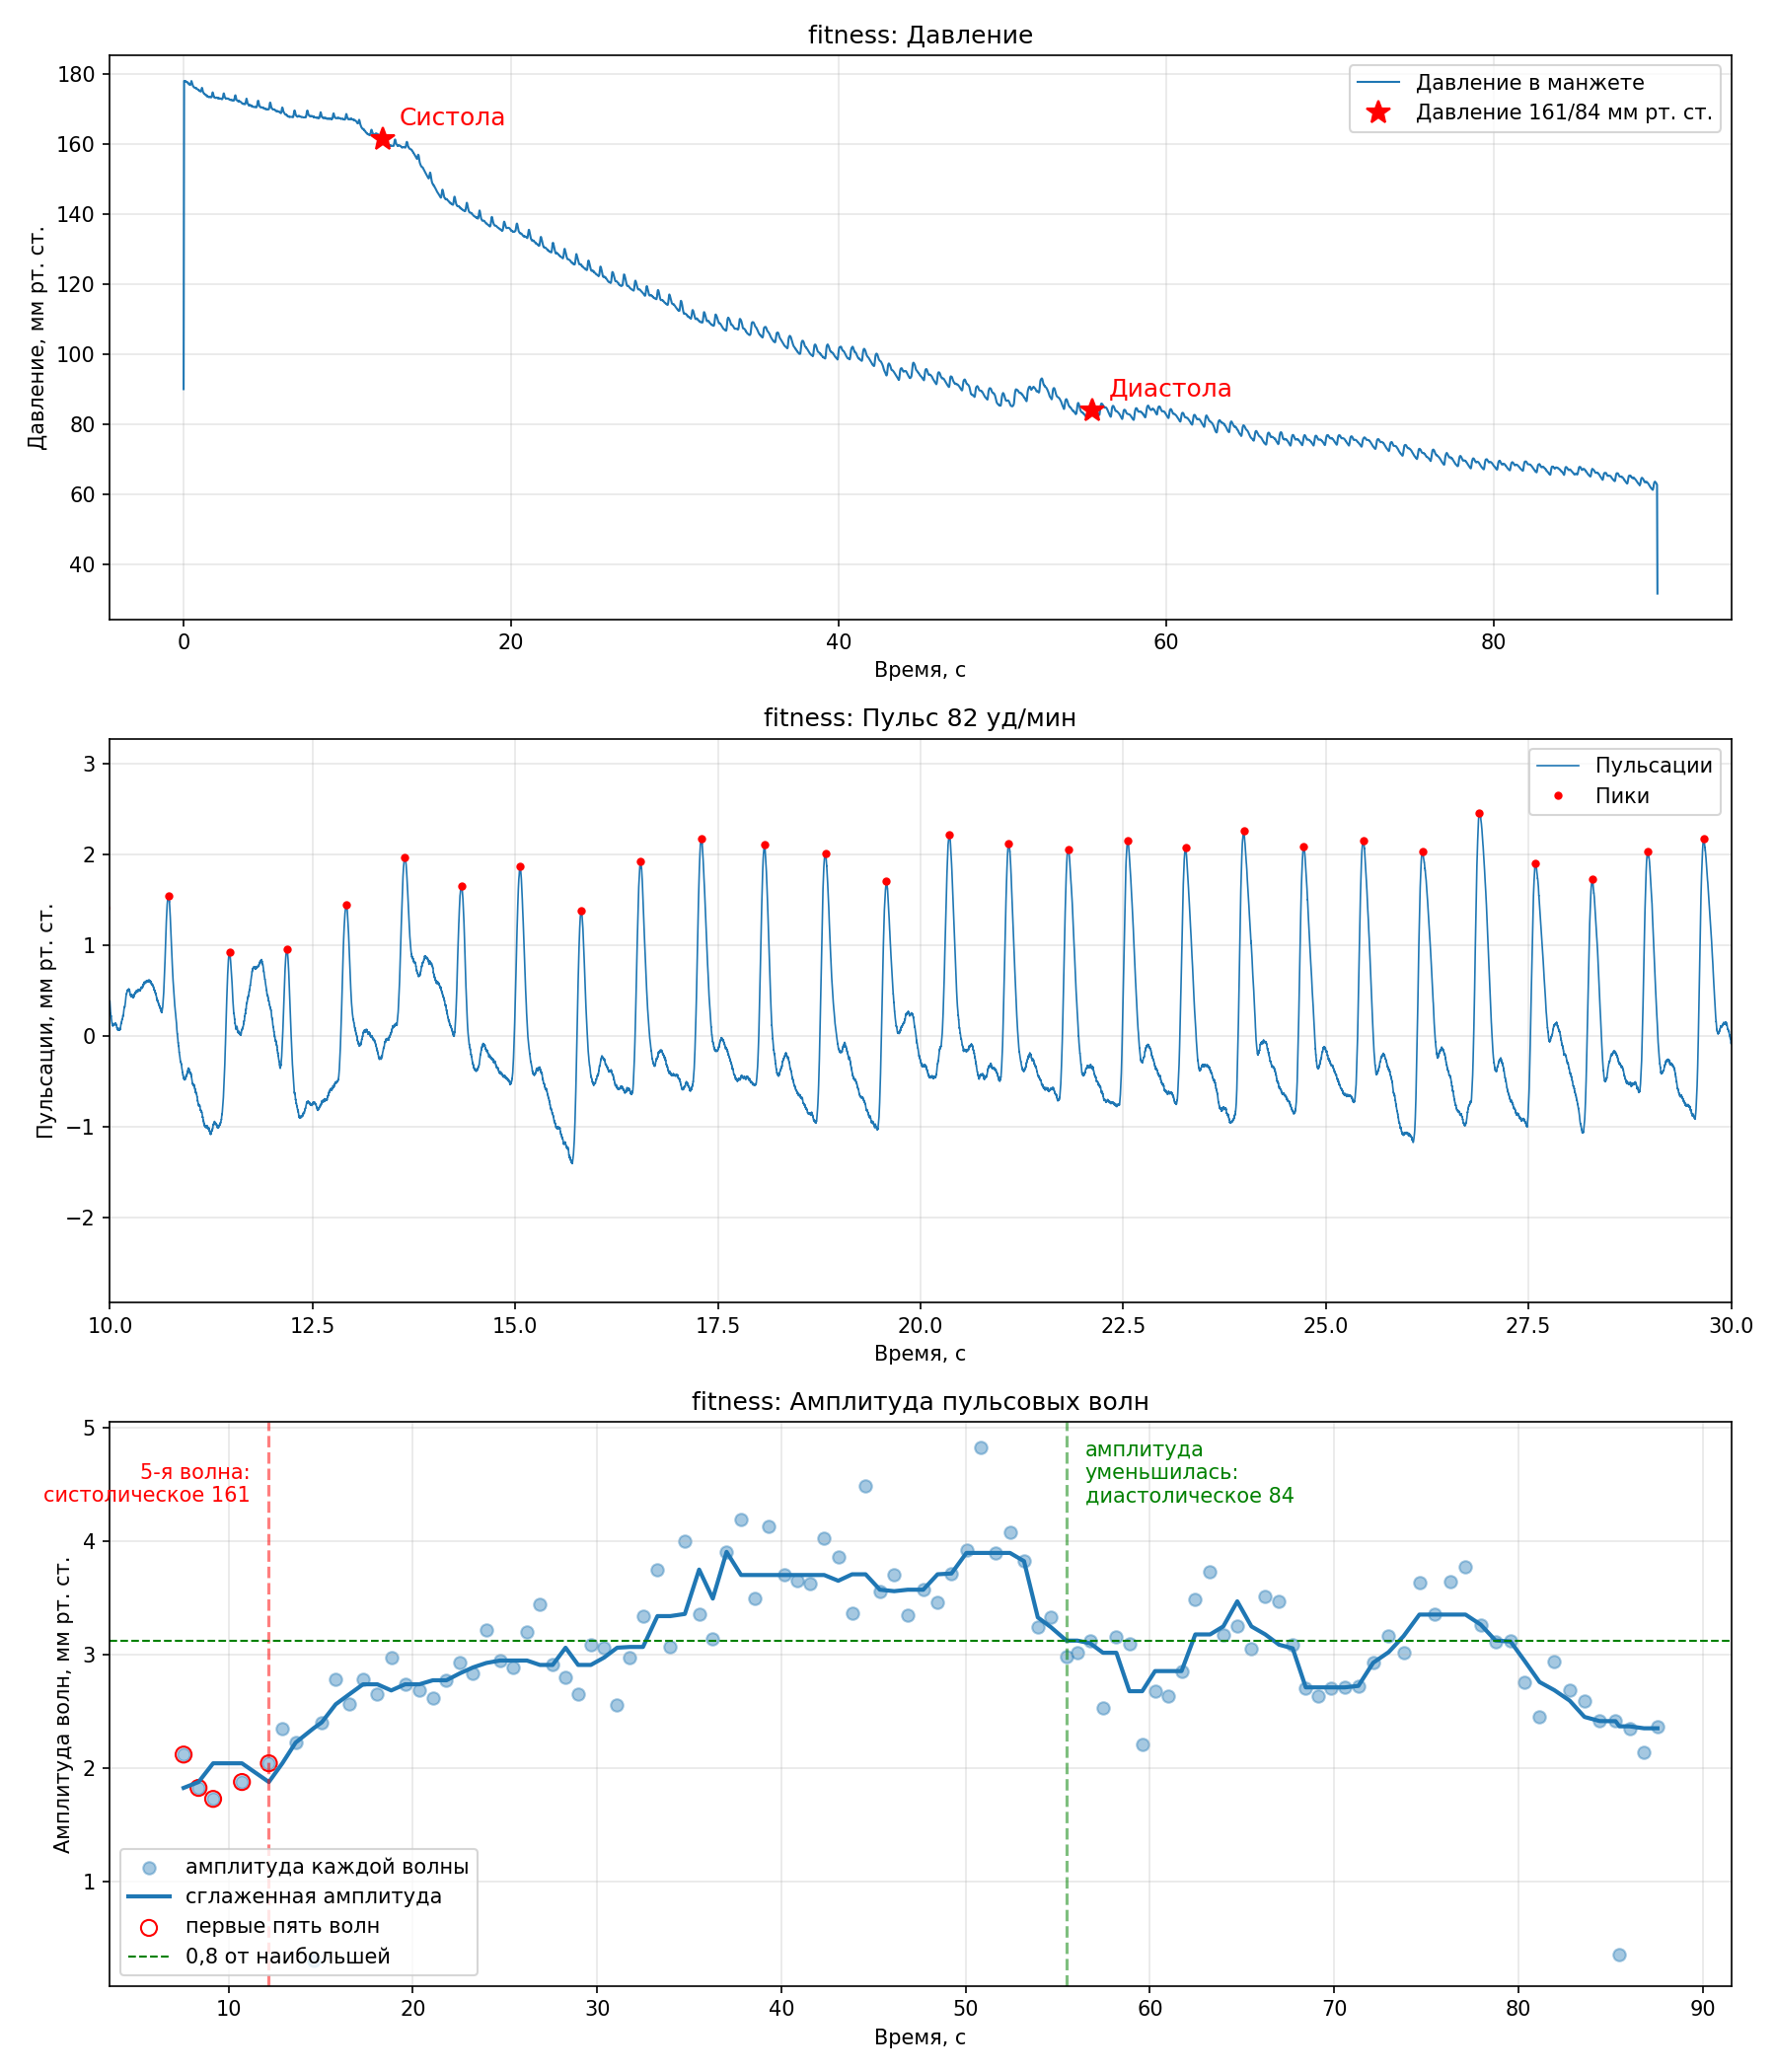 fitness: Давление
180
160
140
120
100
80
60
40
Давление, мм рт. ст.
Давление в манжете
Давление 161/84 мм рт. ст.
Систола
Диастола
0 20 40 60 80
Время, с
fitness: Пульс 82 уд/мин
3
2
1
0
−1
−2
Пульсации, мм рт. ст.
Пульсации
Пики
10.0 12.5 15.0 17.5 20.0 22.5 25.0 27.5 30.0
Время, с
fitness: Амплитуда пульсовых волн
5
4
3
2
1
Амплитуда волн, мм рт. ст.
5-я волна:
систолическое 161
амплитуда
уменьшилась:
диастолическое 84
амплитуда каждой волны
сглаженная амплитуда
первые пять волн
0,8 от наибольшей
10 20 30 40 50 60 70 80 90
Время, с